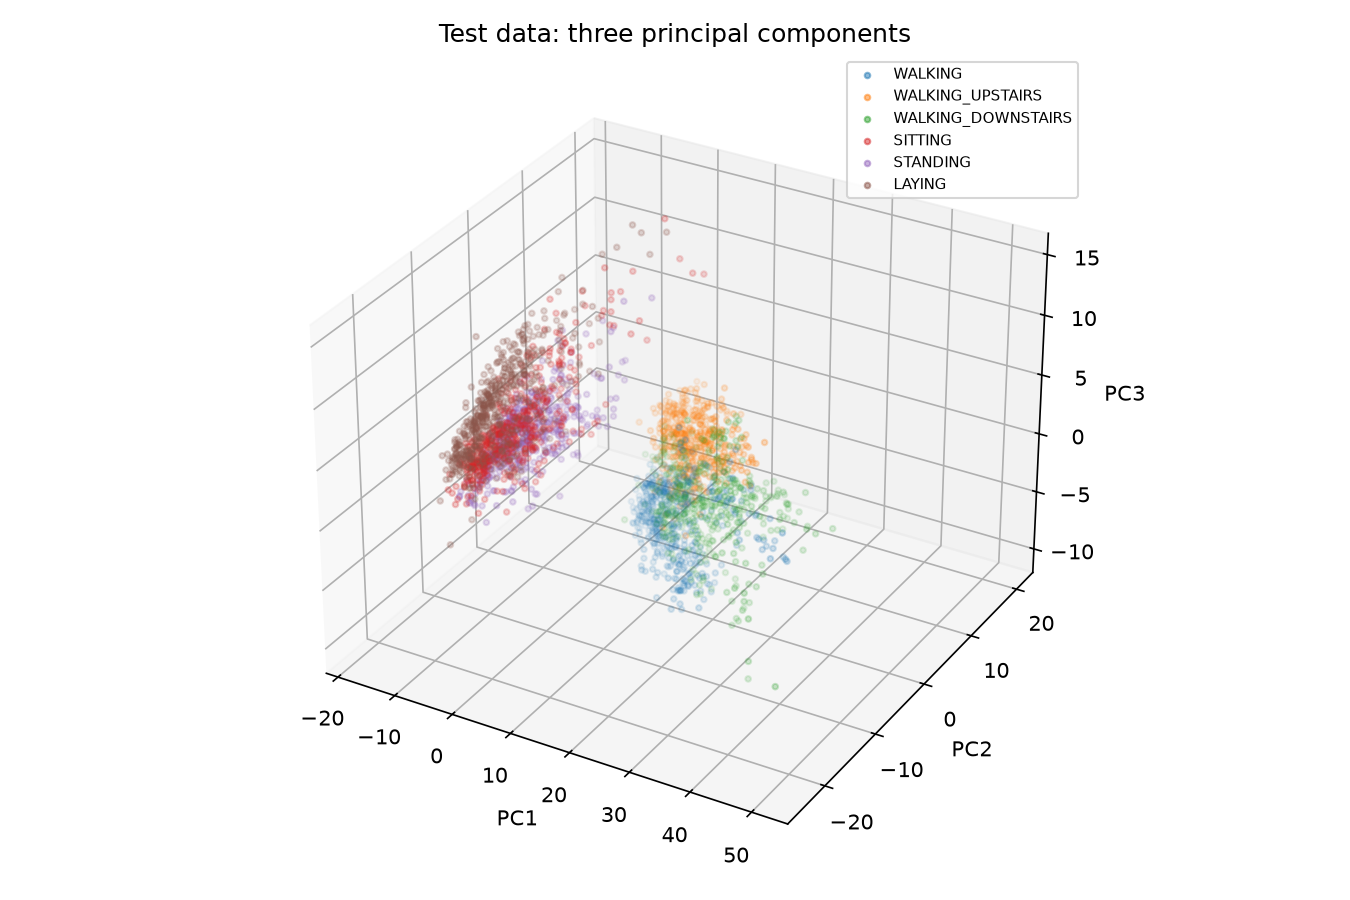 Test data: three principal components
WALKING
WALKING_UPSTAIRS
WALKING_DOWNSTAIRS
SITTING
STANDING
LAYING
15
10
5
0
−5
−10
PC3
20
10
0
−10
−20
PC2
−20
−10
0
10
20
30
40
50
PC1